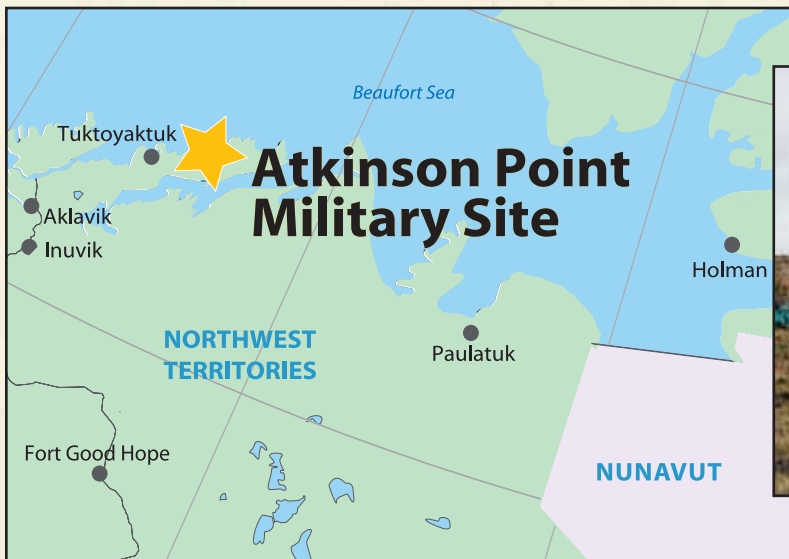 Beaufort Sea
Tuktoyaktuk
Atkinson Point
Military Site
Aklavik
Inuvik
Holman
NORTHWEST
TERRITORIES
Paulatuk
Fort Good Hope
NUNAVUT